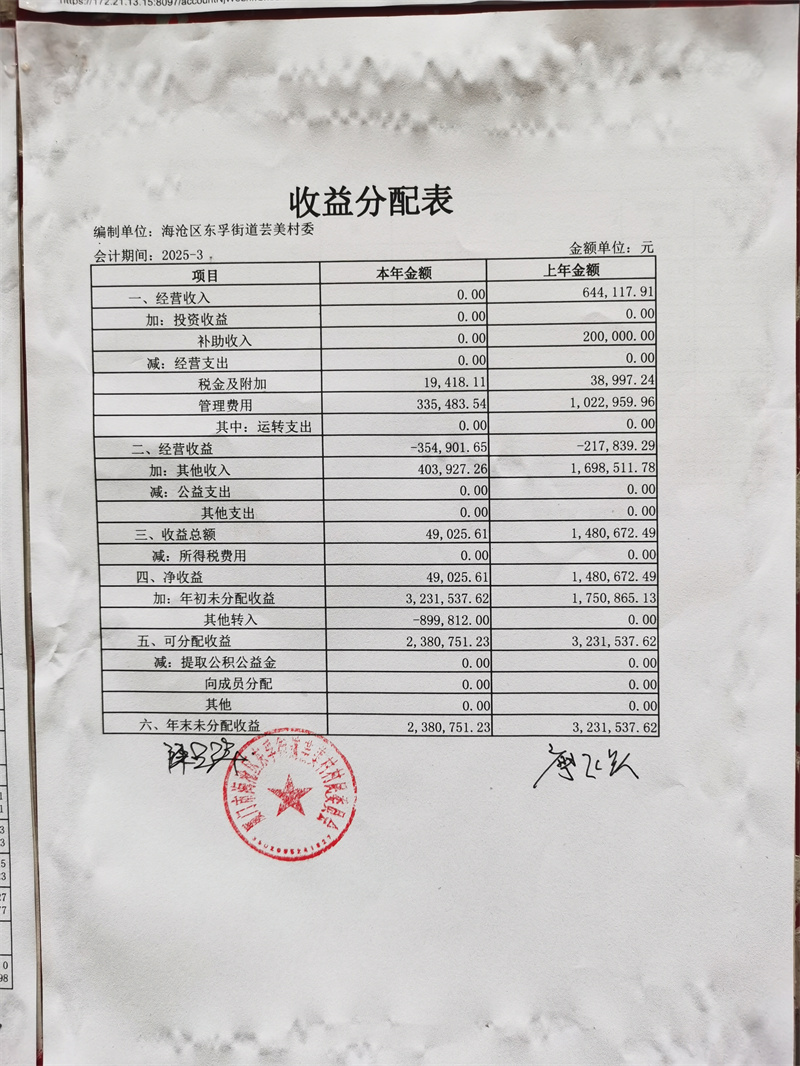 https://172.21.13.15:8097/account
收益分配表
编制单位：海沧区东孚街道芸美村委
会计期间：2025-3
金额单位：元
项目 本年金额 上年金额
一、经营收入 0.00 644,117.91
加：投资收益 0.00 0.00
补助收入 0.00 200,000.00
减：经营支出 0.00 0.00
税金及附加 19,418.11 38,997.24
管理费用 335,483.54 1,022,959.96
其中：运转支出 0.00 0.00
二、经营收益 -354,901.65 -217,839.29
加：其他收入 403,927.26 1,698,511.78
减：公益支出 0.00 0.00
其他支出 0.00 0.00
三、收益总额 49,025.61 1,480,672.49
减：所得税费用 0.00 0.00
四、净收益 49,025.61 1,480,672.49
加：年初未分配收益 3,231,537.62 1,750,865.13
其他转入 -899,812.00 0.00
五、可分配收益 2,380,751.23 3,231,537.62
减：提取公积公益金 0.00 0.00
向成员分配 0.00 0.00
其他 0.00 0.00
六、年末未分配收益 2,380,751.23 3,231,537.62